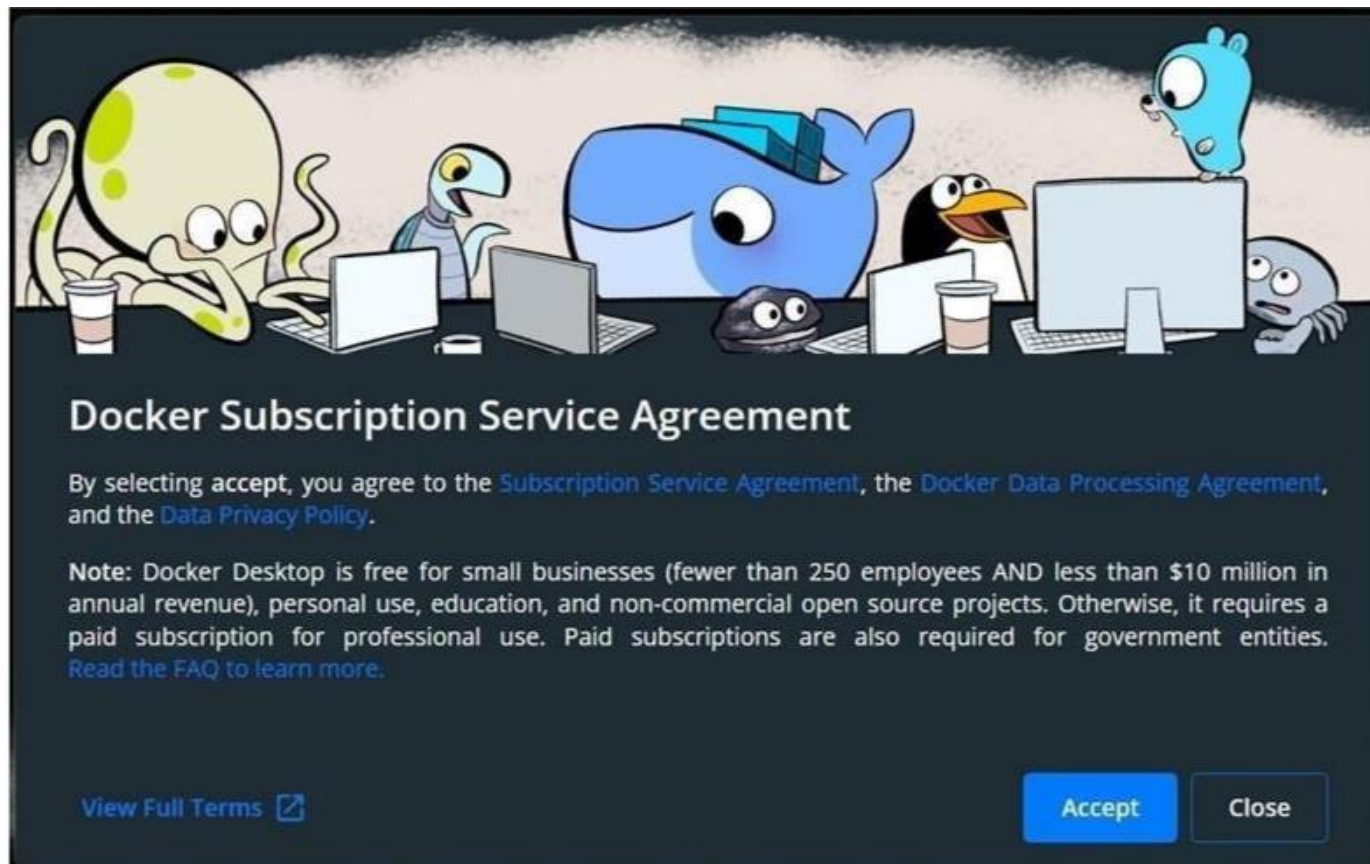 Docker Subscription Service Agreement
By selecting accept, you agree to the Subscription Service Agreement, the Docker Data Processing Agreement,
and the Data Privacy Policy.
Note: Docker Desktop is free for small businesses (fewer than 250 employees AND less than $10 million in
annual revenue), personal use, education, and non-commercial open source projects. Otherwise, it requires a
paid subscription for professional use. Paid subscriptions are also required for government entities.
Read the FAQ to learn more.
View Full Terms
Accept
Close